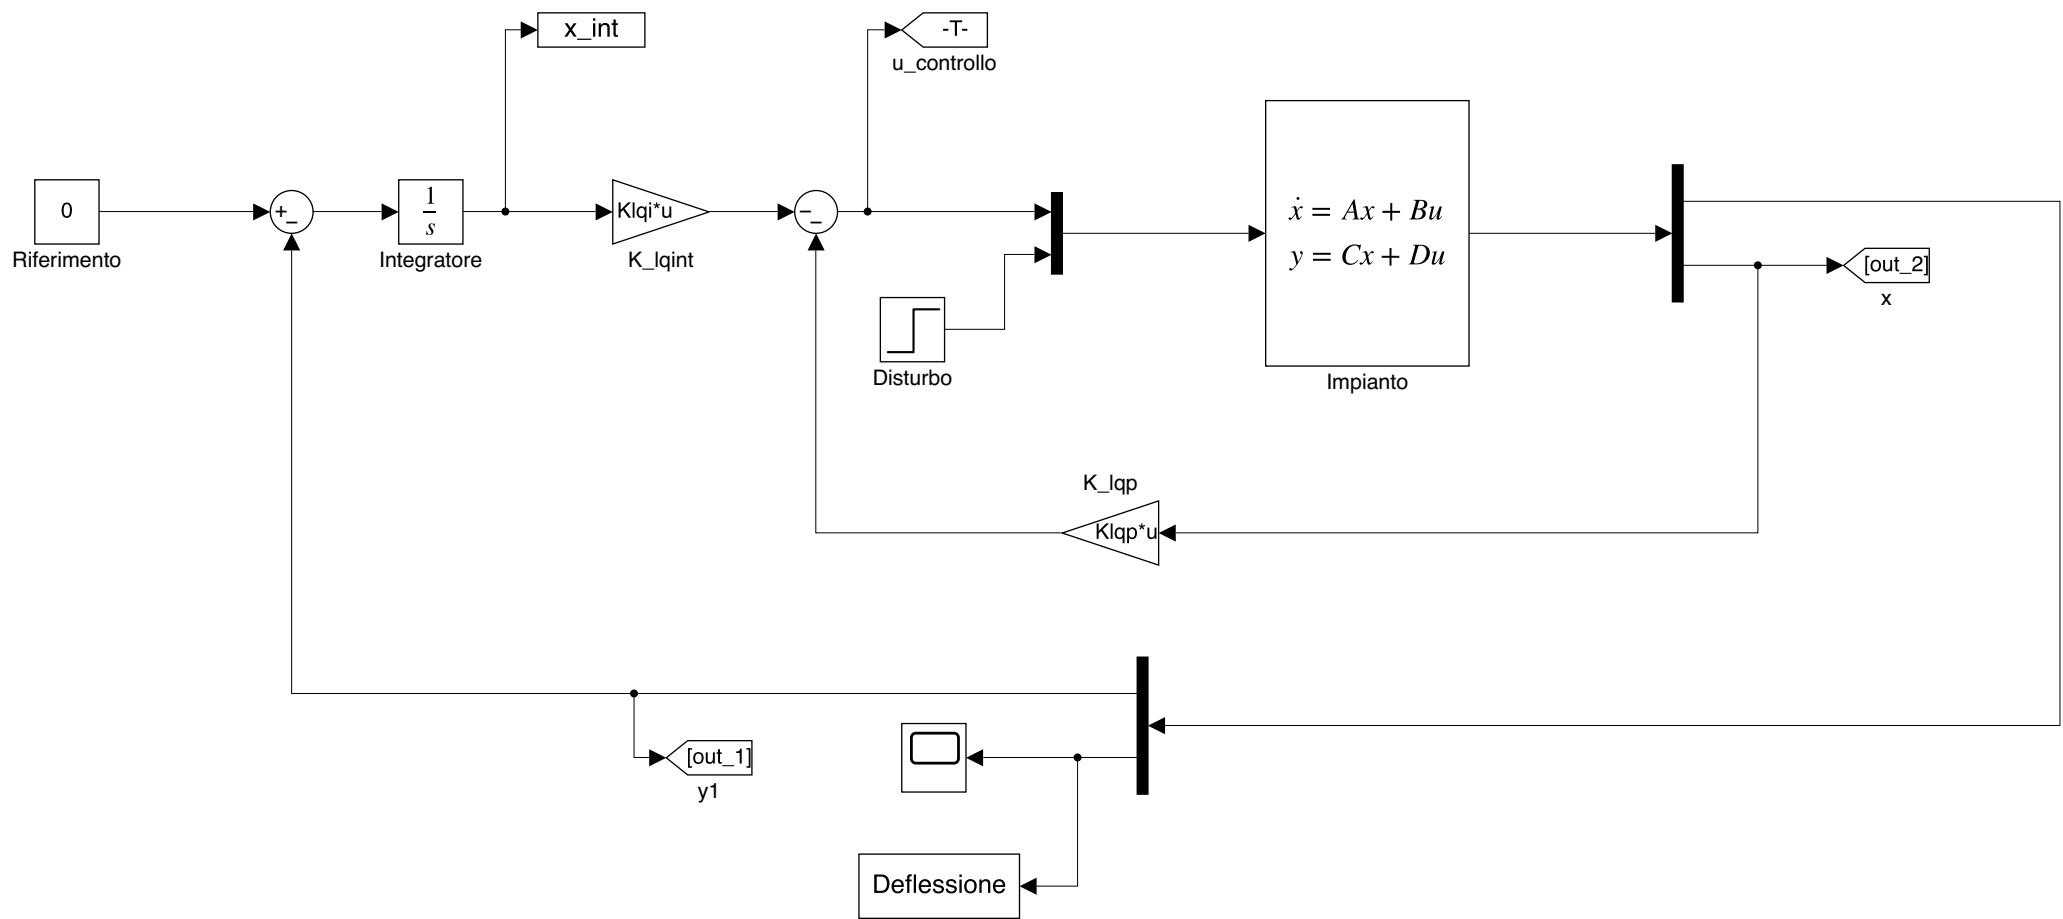 x_int
-T-
u_controllo
0
Riferimento
+
_
1
s
Integratore
Klqi*u
K_lqint
−
_
Disturbo
ẋ = Ax + Bu
y = Cx + Du
Impianto
[out_2]
x
K_lqp
Klqp*u
[out_1]
y1
Deflessione